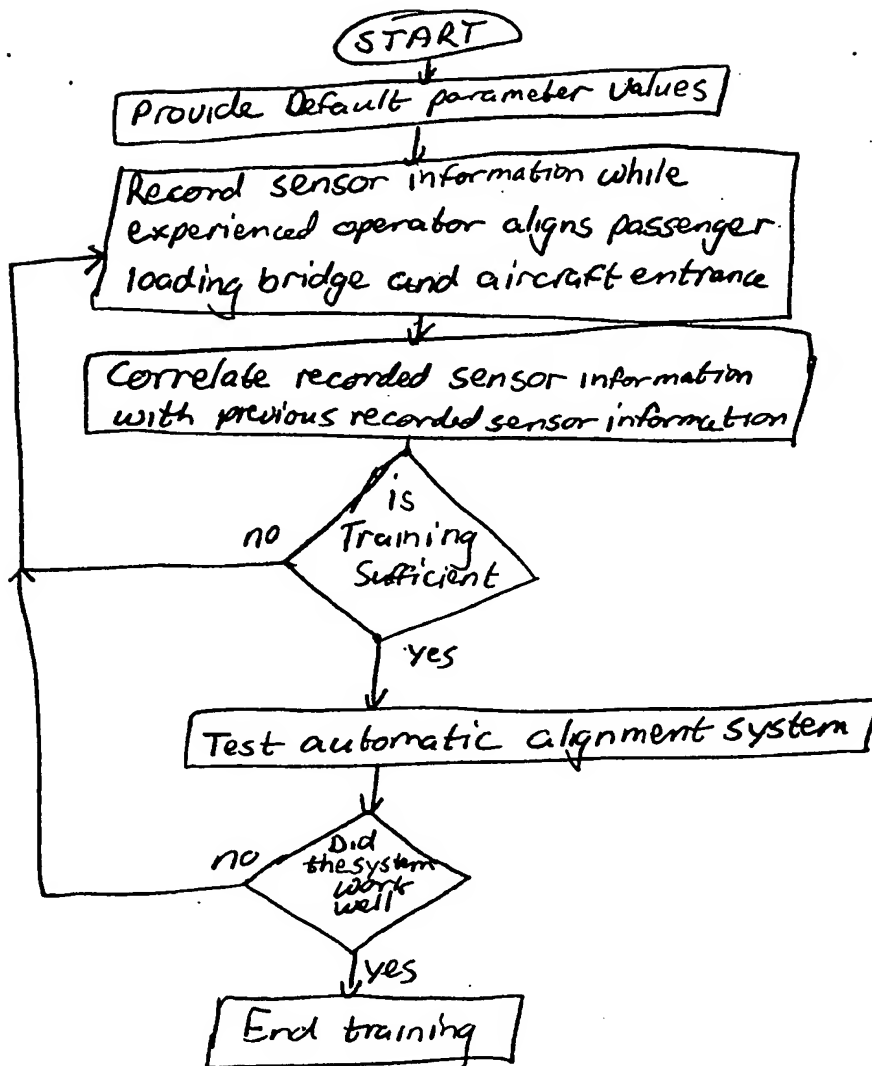 START
Provide Default parameter values
Record sensor information while
experienced operator aligns passenger
loading bridge and aircraft entrance
Correlate recorded sensor information
with previous recorded sensor information
is
Training
Sufficient
no
yes
Test automatic alignment system
Did
the system
work
well
no
yes
End training